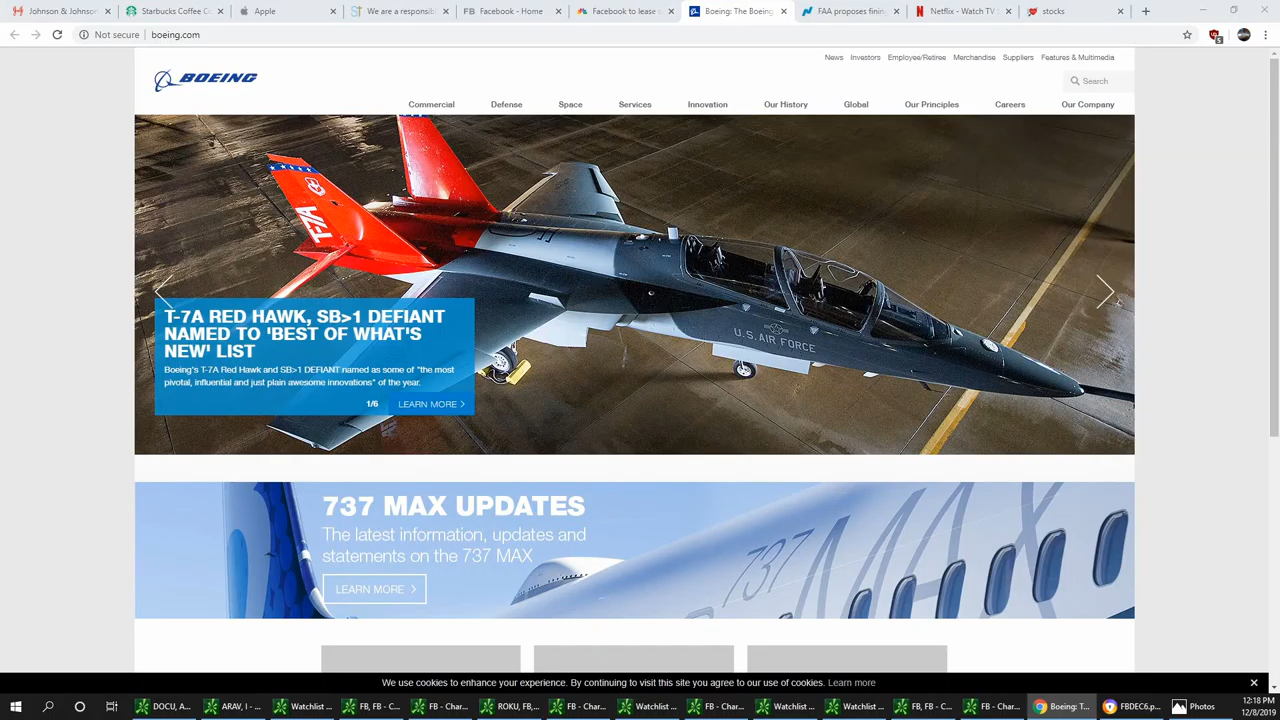 Johnson & Johnson
Starbucks Coffee C
Apple
We are a responsibl
FB Facebook - Home
Facebook to lease s
Boeing: The Boeing
FAA proposes fining
Netflix - Watch TV S
stocks
Not secure | boeing.com
5
News Investors Employee/Retiree Merchandise Suppliers Features & Multimedia
BOEING
Search
Commercial Defense Space Services Innovation Our History Global Our Principles Careers Our Company
T-7A
U.S. AIR FORCE
T-7A RED HAWK, SB>1 DEFIANT
NAMED TO 'BEST OF WHAT'S
NEW' LIST
Boeing's T-7A Red Hawk and SB>1 DEFIANT named as some of "the most
pivotal, influential and just plain awesome innovations" of the year.
1/6 LEARN MORE
737 MAX UPDATES
The latest information, updates and
statements on the 737 MAX
LEARN MORE
737 MAX
We use cookies to enhance your experience. By continuing to visit this site you agree to our use of cookies. Learn more
DOCU, A...
ARAV, I - ...
Watchlist ...
FB, FB - C...
FB - Char...
ROKU, FB,...
FB - Char...
Watchlist ...
FB - Char...
Watchlist ...
Watchlist ...
FB, FB - C...
FB - Char...
Boeing: T...
FBDEC6.p...
Photos
12:18 PM
12/8/2019